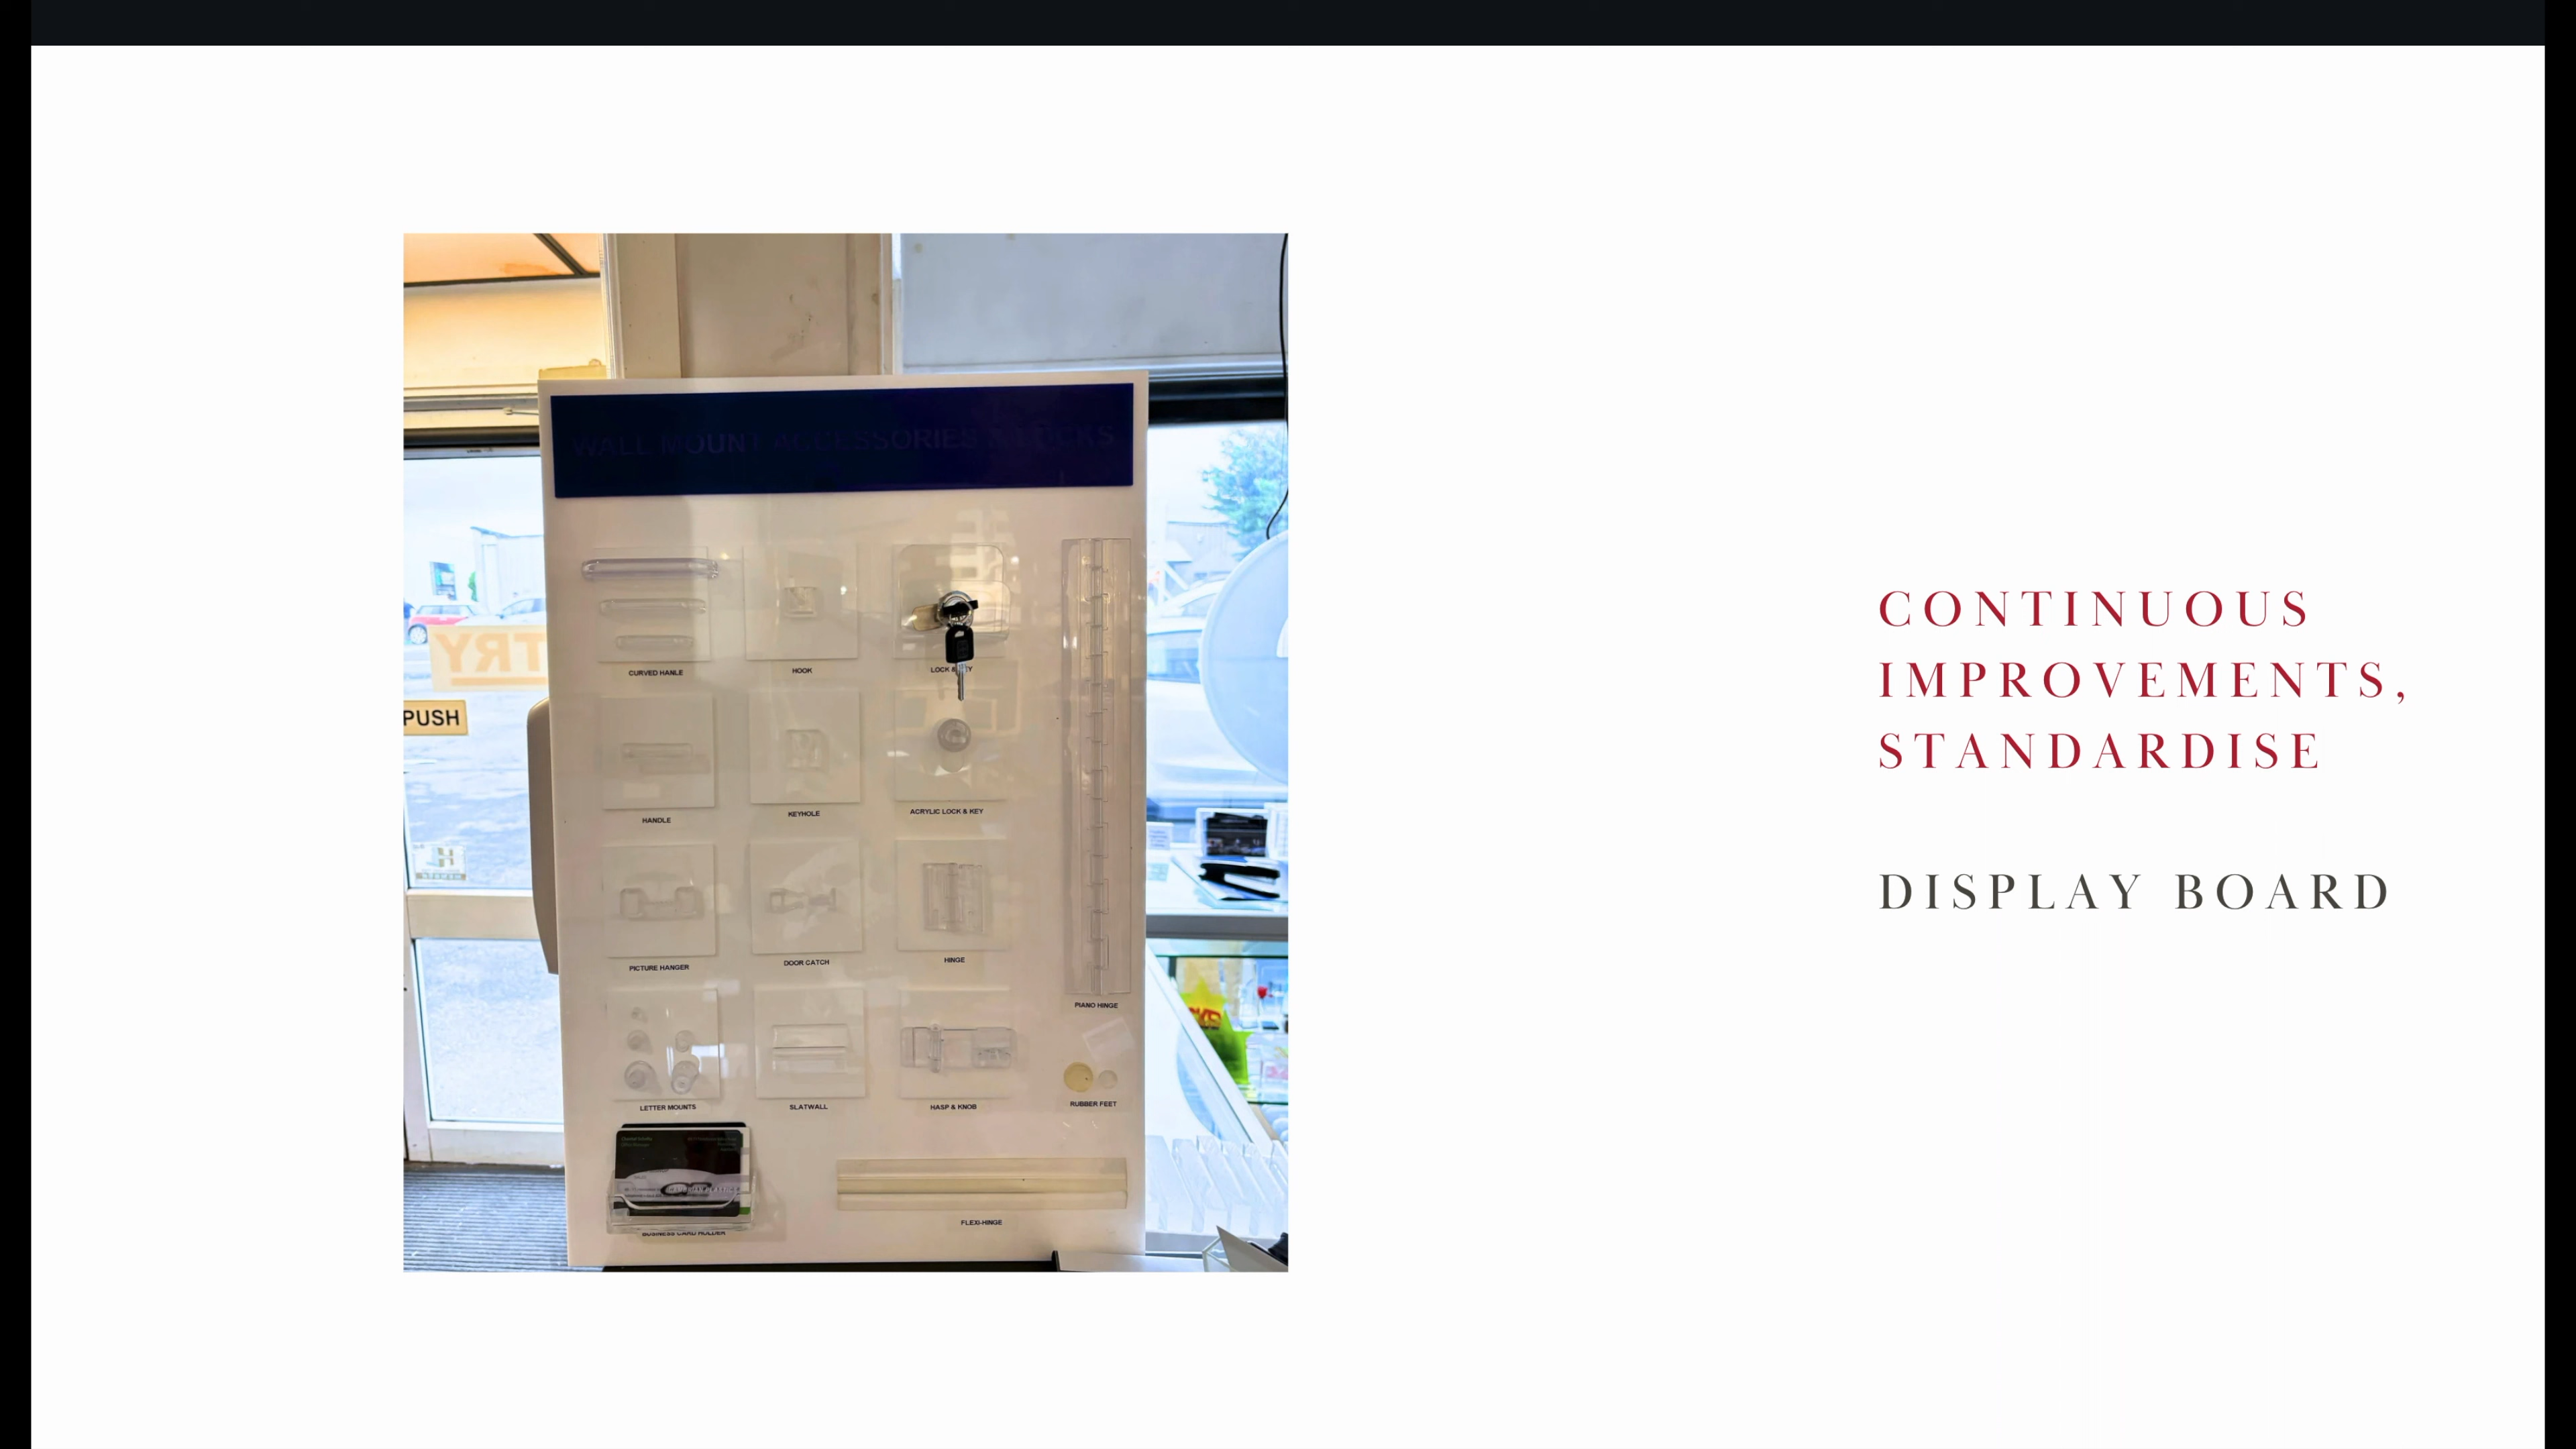 WALL MOUNT ACCESSORIES & LOCKS
CURVED HANLE
HOOK
LOCK & KEY
HANDLE
KEYHOLE
ACRYLIC LOCK & KEY
PICTURE HANGER
DOOR CATCH
HINGE
PIANO HINGE
LETTER MOUNTS
SLATWALL
HASP & KNOB
RUBBER FEET
BUSINESS CARD HOLDER
FLEXI-HINGE
TRY
PUSH
CONTINUOUS
IMPROVEMENTS,
STANDARDISE
DISPLAY BOARD